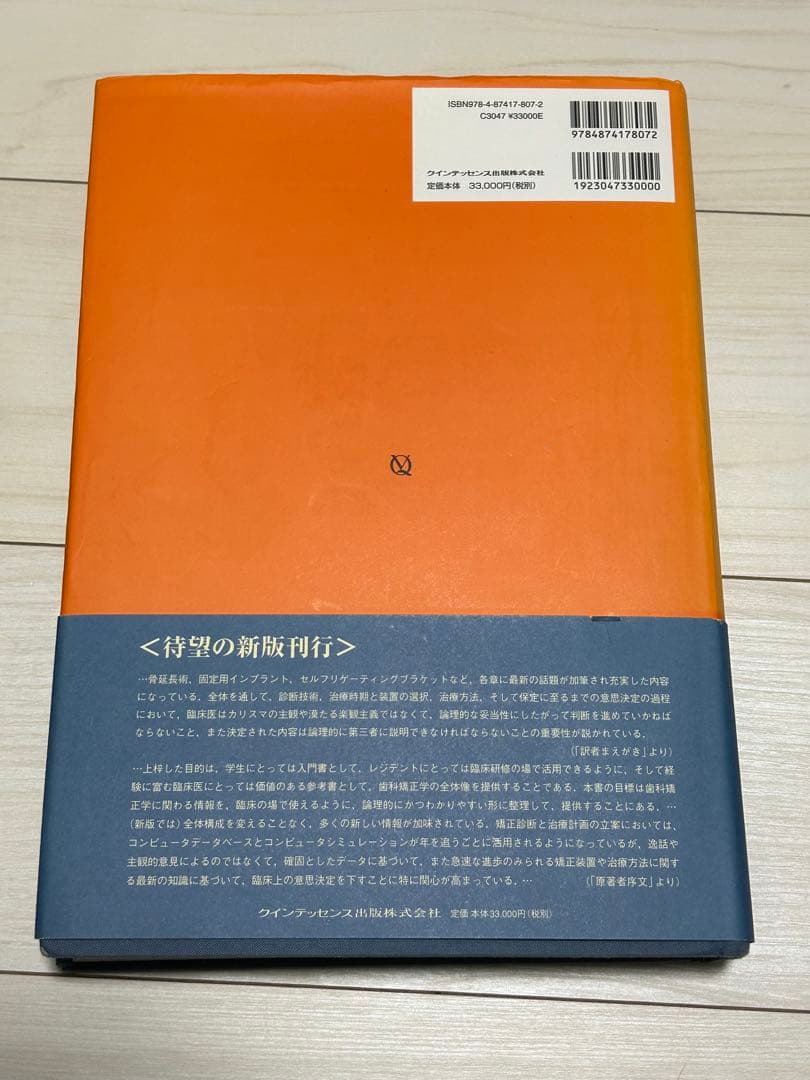 ISBN978-4-87417-807-2
C3047 ¥33000E
9784874178072
クインテッセンス出版株式会社
定価本体 33,000円(税別)
1923047330000
<待望の新版刊行>
…骨延長術,固定用インプラント,セルフリゲーティングブラケットなど,各章に最新の話題が加筆され充実した内容
になっている.全体を通して,診断技術,治療時期と装置の選択,治療方法,そして保定に至るまでの意思決定の過程
において,臨床医はカリスマの主観や漠たる楽観主義ではなくて,論理的な妥当性にしたがって判断を進めていかねば
ならないこと,また決定された内容は論理的に第三者に説明できなければならないことの重要性が説かれている.
(「訳者まえがき」より)
…上梓した目的は,学生にとっては入門書として,レジデントにとっては臨床研修の場で活用できるように,そして経
験に富む臨床医にとっては価値のある参考書として,歯科矯正学の全体像を提供することである.本書の目標は歯科矯
正学に関わる情報を,臨床の場で使えるように,論理的にかつわかりやすい形に整理して,提供することにある.…
(新版では)全体構成を変えることなく,多くの新しい情報が加味されている.矯正診断と治療計画の立案においては,
コンピュータデータベースとコンピュータシミュレーションが年を追うごとに活用されるようになっているが,逸話や
主観的意見によるのではなくて,確固としたデータに基づいて,また急速な進歩のみられる矯正装置や治療方法に関す
る最新の知識に基づいて,臨床上の意思決定を下すことに特に関心が高まっている.…
(「原著者序文」より)
クインテッセンス出版株式会社 定価 本体33,000円(税別)